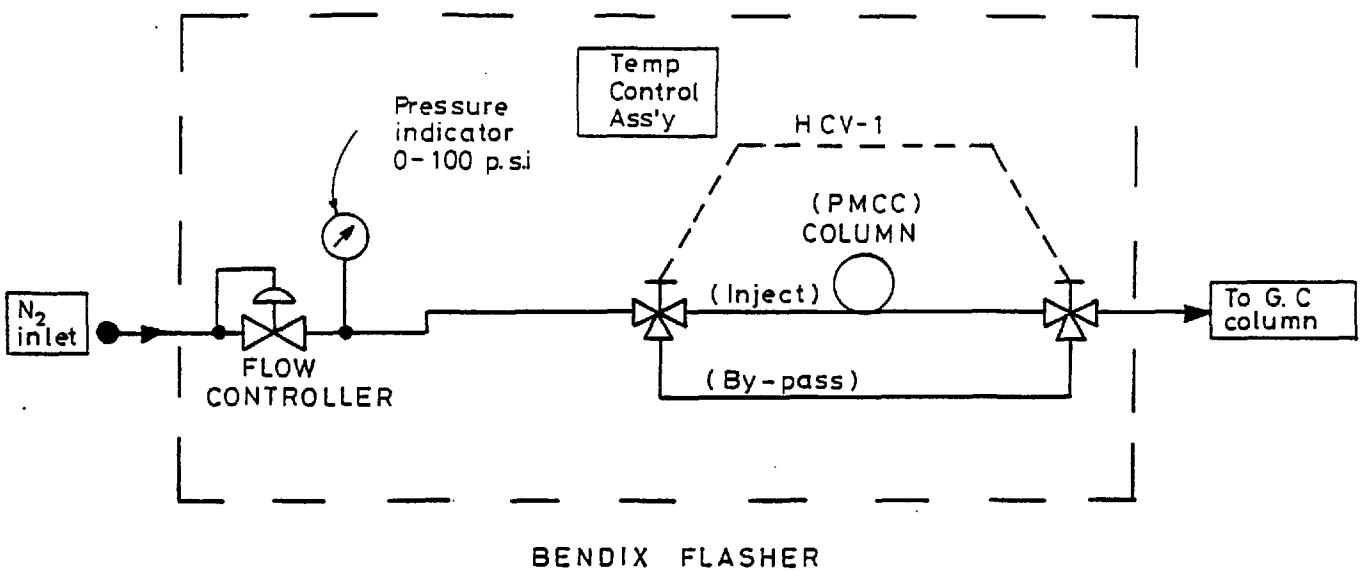 Temp
Control
Ass'y
Pressure
indicator
0-100 p.s.i
HCV-1
(PMCC)
COLUMN
N2
inlet
(Inject)
To G.C
column
FLOW
CONTROLLER
(By-pass)
BENDIX FLASHER